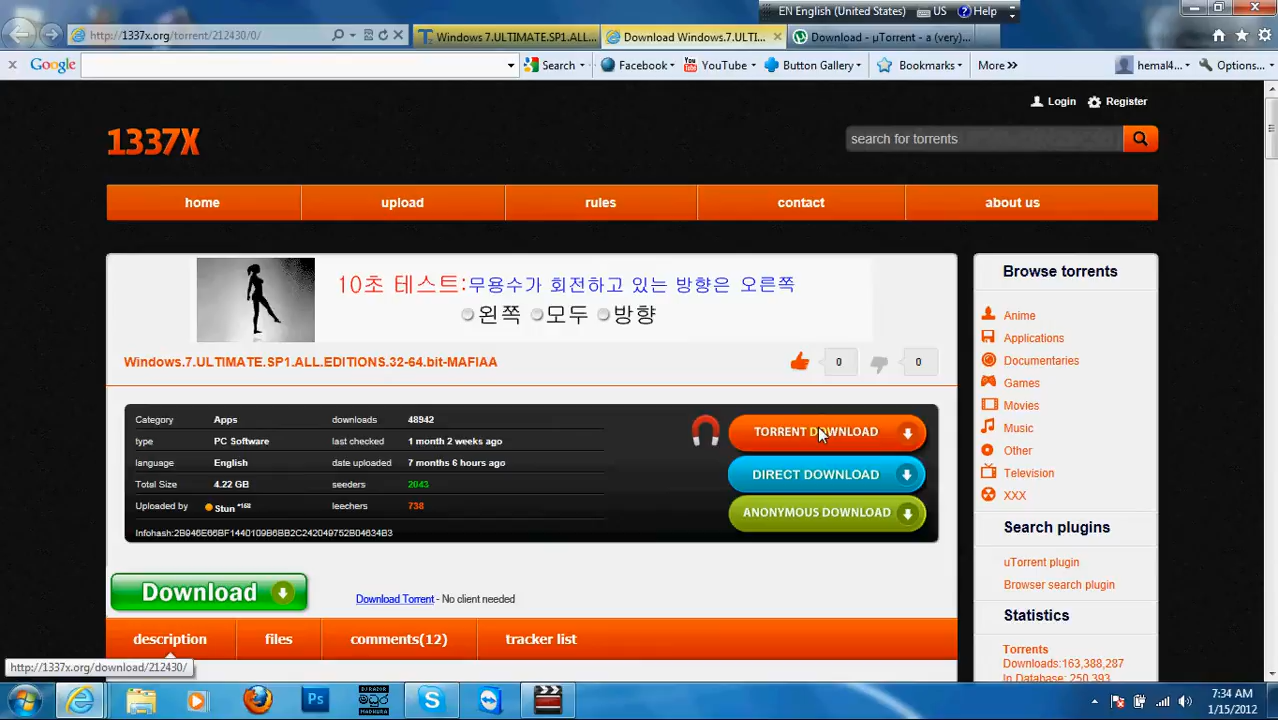 EN English (United States) US Help
http://1337x.org/torrent/212430/0/
Windows 7.ULTIMATE.SP1.ALL...
Download Windows.7.ULTI...
Download - µTorrent - a (very)...
Google
Search
Facebook
YouTube
Button Gallery
Bookmarks
More »
hemal4...
Options...
Login Register
1337X
search for torrents
home upload rules contact about us
10초 테스트:무용수가 회전하고 있는 방향은 오른쪽
왼쪽 모두 방향
Windows.7.ULTIMATE.SP1.ALL.EDITIONS.32-64.bit-MAFIAA
0 0
Category Apps downloads 48942
type PC Software last checked 1 month 2 weeks ago
language English date uploaded 7 months 6 hours ago
Total Size 4.22 GB seeders 2043
Uploaded by Stun leechers 738
Infohash:2B946E66BF1440109B6BB2C242049752B04634B3
TORRENT DOWNLOAD
DIRECT DOWNLOAD
ANONYMOUS DOWNLOAD
Download
Download Torrent - No client needed
description files comments(12) tracker list
Browse torrents
Anime
Applications
Documentaries
Games
Movies
Music
Other
Television
XXX
Search plugins
uTorrent plugin
Browser search plugin
Statistics
Torrents
Downloads:163,388,287
In Database: 250,393
http://1337x.org/download/212430/
Ps
7:34 AM
1/15/2012